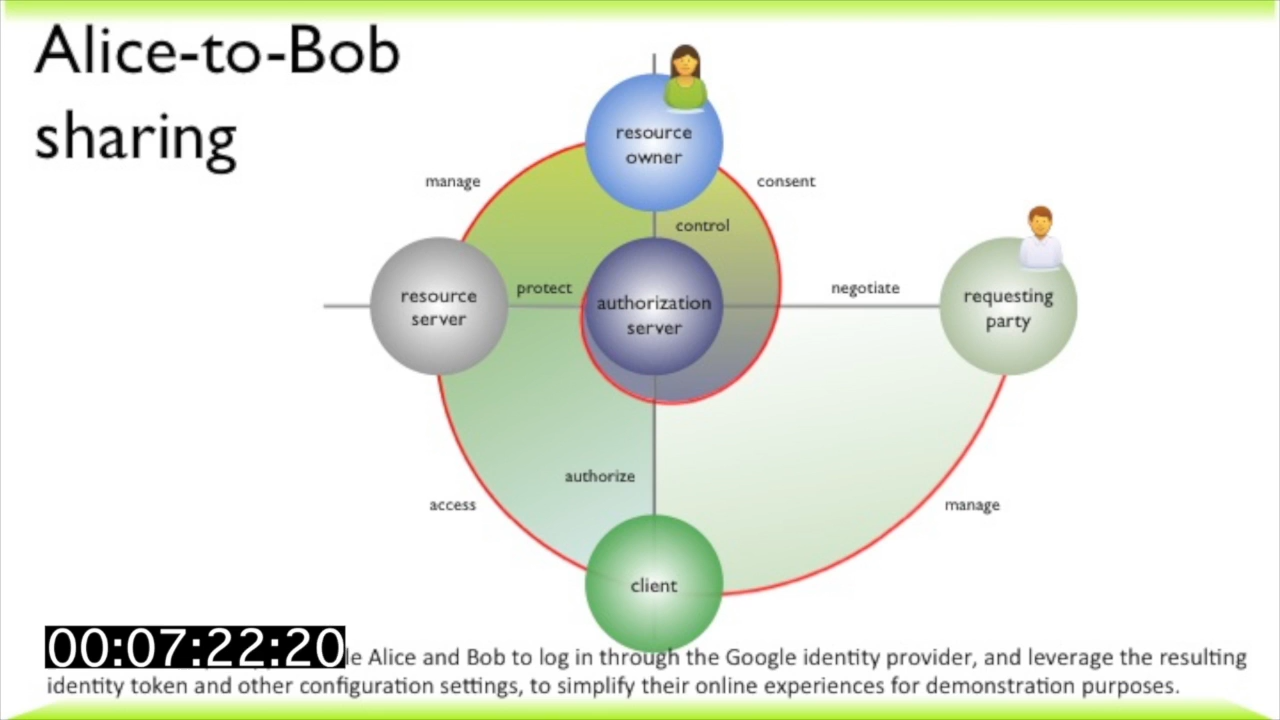 Alice-to-Bob
sharing
resource
owner
manage
consent
control
resource
server
protect
authorization
server
negotiate
requesting
party
authorize
access
manage
client
00:07:22:20
Alice and Bob to log in through the Google identity provider, and leverage the resulting
identity token and other configuration settings, to simplify their online experiences for demonstration purposes.